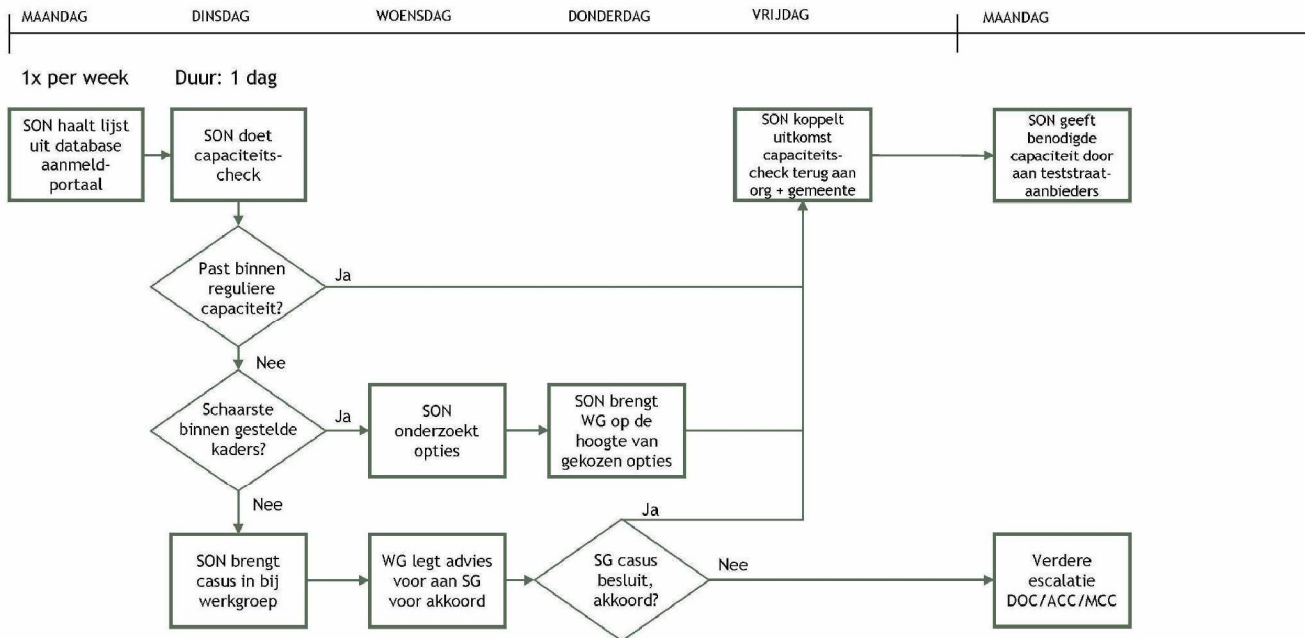 MAANDAG
DINSDAG
WOENSDAG
DONDERDAG
VRIJDAG
MAANDAG
1x per week
Duur: 1 dag
SON haalt lijst
uit database
aanmeld-
portaal
SON doet
capaciteits-
check
SON koppelt
uitkomst
capaciteits-
check terug aan
org + gemeente
SON geeft
benodigde
capaciteit door
aan teststraat-
aanbieders
Past binnen
reguliere
capaciteit?
Ja
Nee
Schaarste
binnen gestelde
kaders?
Ja
SON
onderzoekt
opties
SON brengt
WG op de
hoogte van
gekozen opties
Nee
Ja
SON brengt
casus in bij
werkgroep
WG legt advies
voor aan SG
voor akkoord
SG casus
besluit,
akkoord?
Nee
Verdere
escalatie
DOC/ACC/MCC